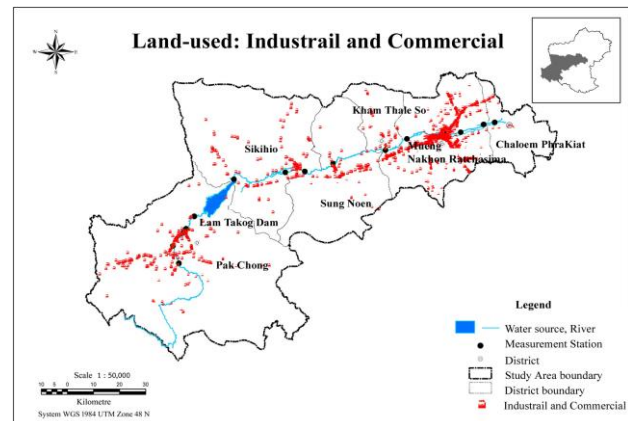 Land-used: Industrail and Commercial
Kham Thale So
Sikihio
Mueng
Nakhon Ratchasima
Chaloem PhraKiat
Sung Noen
Lam Takog Dam
Pak Chong
Legend
Water source, River
Measurement Station
District
Study Area boundary
District boundary
Industrail and Commercial
Scale 1 : 50,000
10 5 0 10 20 30
Kilometre
System WGS 1984 UTM Zone 48 N